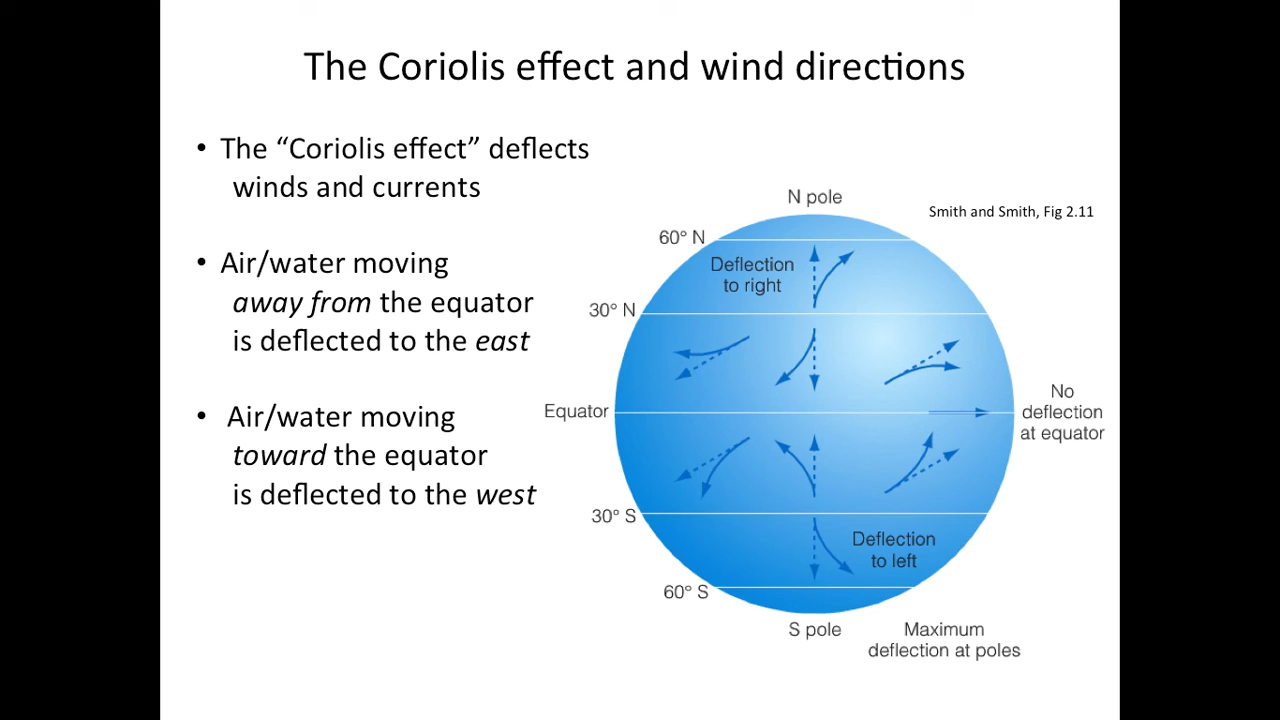 The Coriolis effect and wind directions
• The “Coriolis effect” deflects
winds and currents
• Air/water moving
away from the equator
is deflected to the east
• Air/water moving
toward the equator
is deflected to the west
Smith and Smith, Fig 2.11
N pole
60° N
Deflection
to right
30° N
Equator
No
deflection
at equator
30° S
Deflection
to left
60° S
S pole
Maximum
deflection at poles